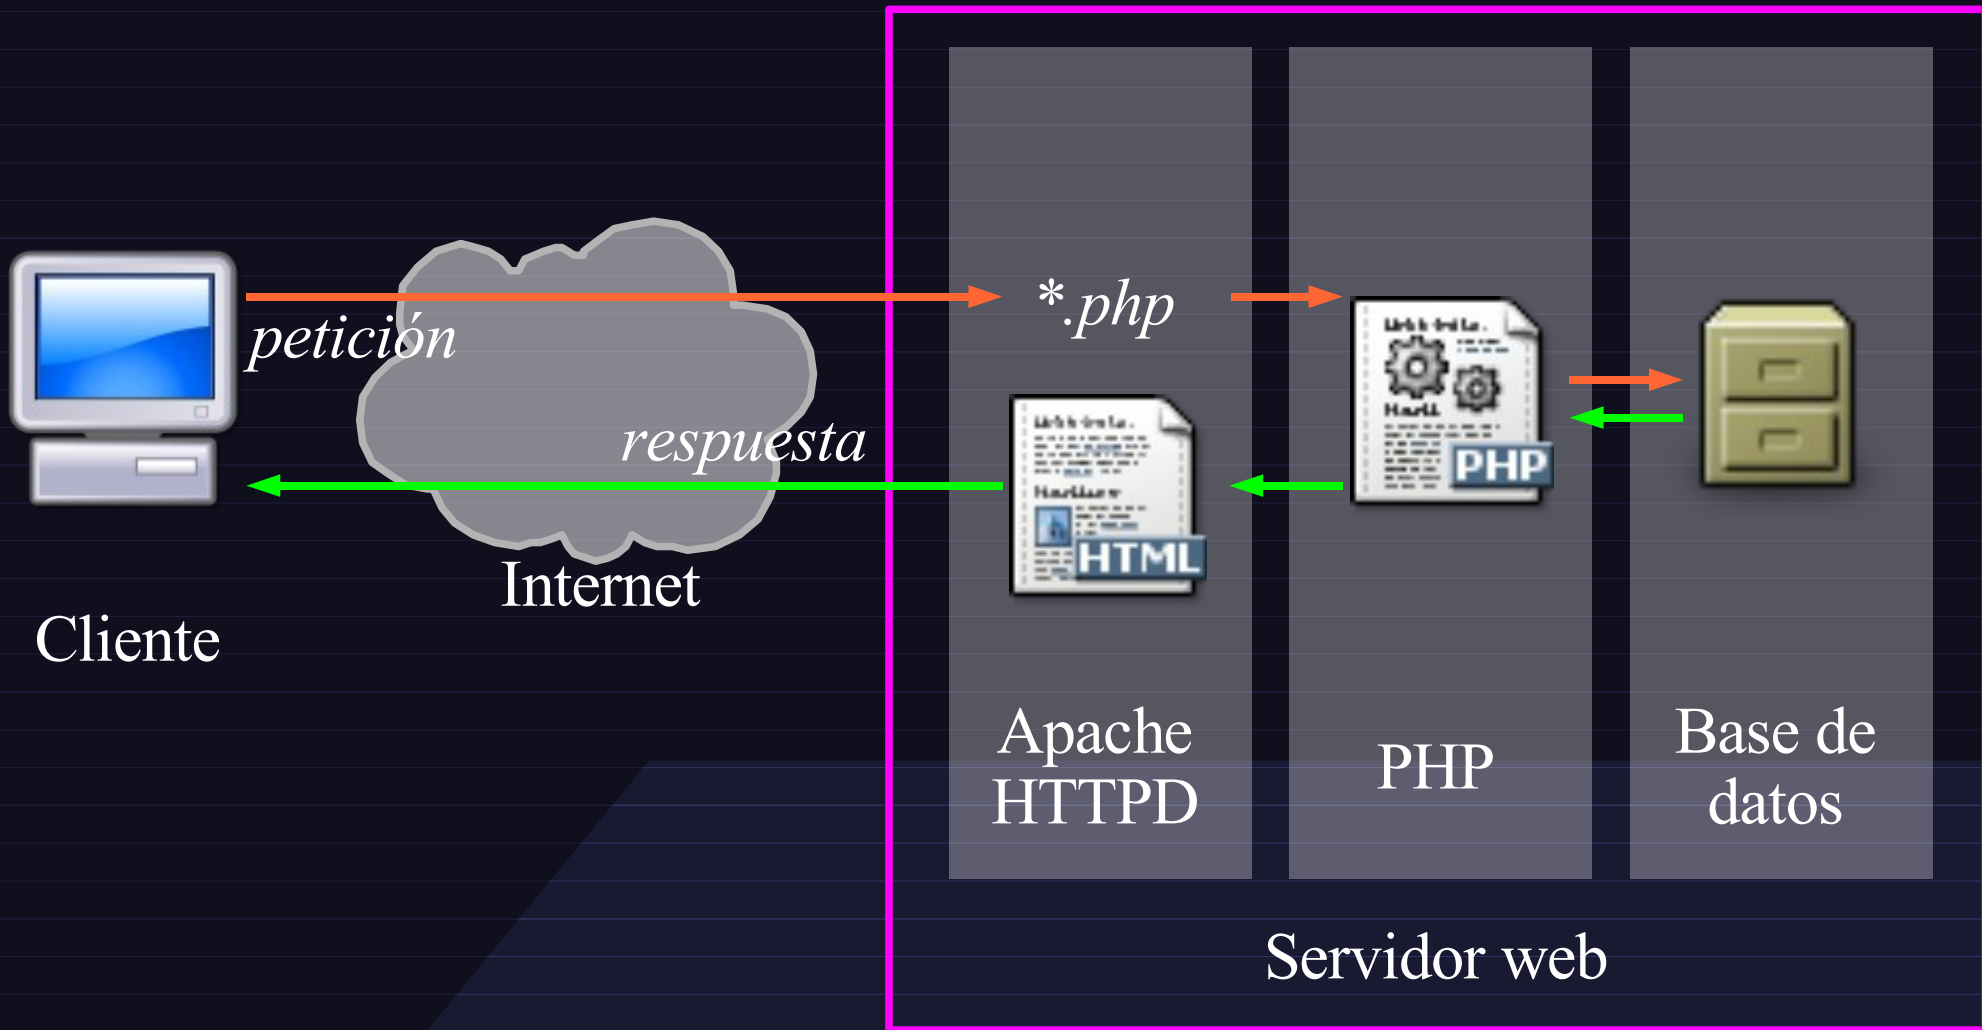 *.php
petición
PHP
respuesta
HTML
Internet
Cliente
Apache
HTTPD
PHP
Base de
datos
Servidor web